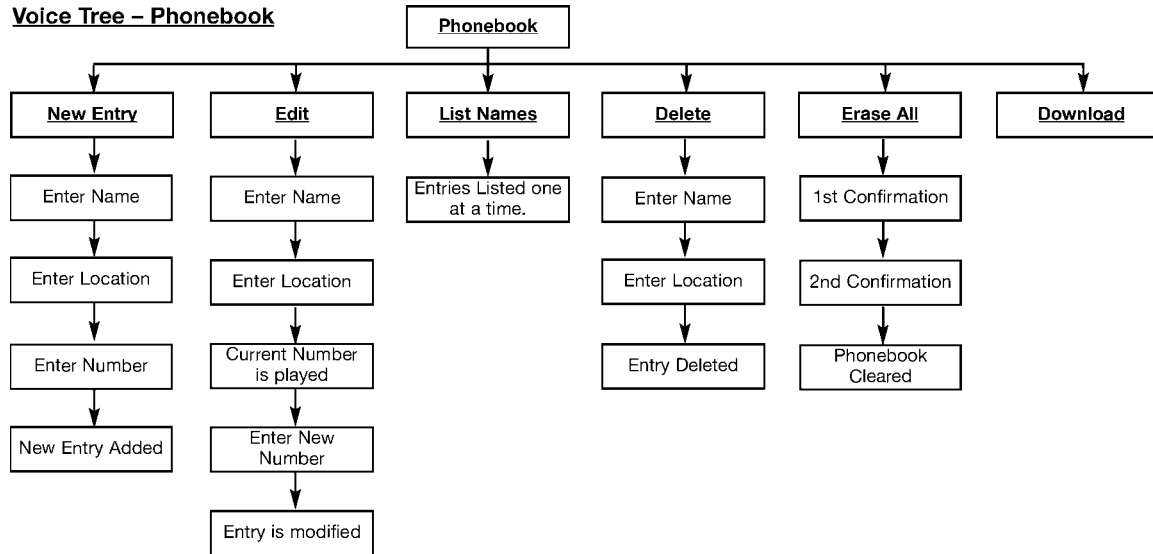 Voice Tree – Phonebook
Phonebook
New Entry
Edit
List Names
Delete
Erase All
Download
Enter Name
Enter Name
Entries Listed one
at a time.
Enter Name
1st Confirmation
Enter Location
Enter Location
Enter Location
2nd Confirmation
Enter Number
Current Number
is played
Entry Deleted
Phonebook
Cleared
New Entry Added
Enter New
Number
Entry is modified